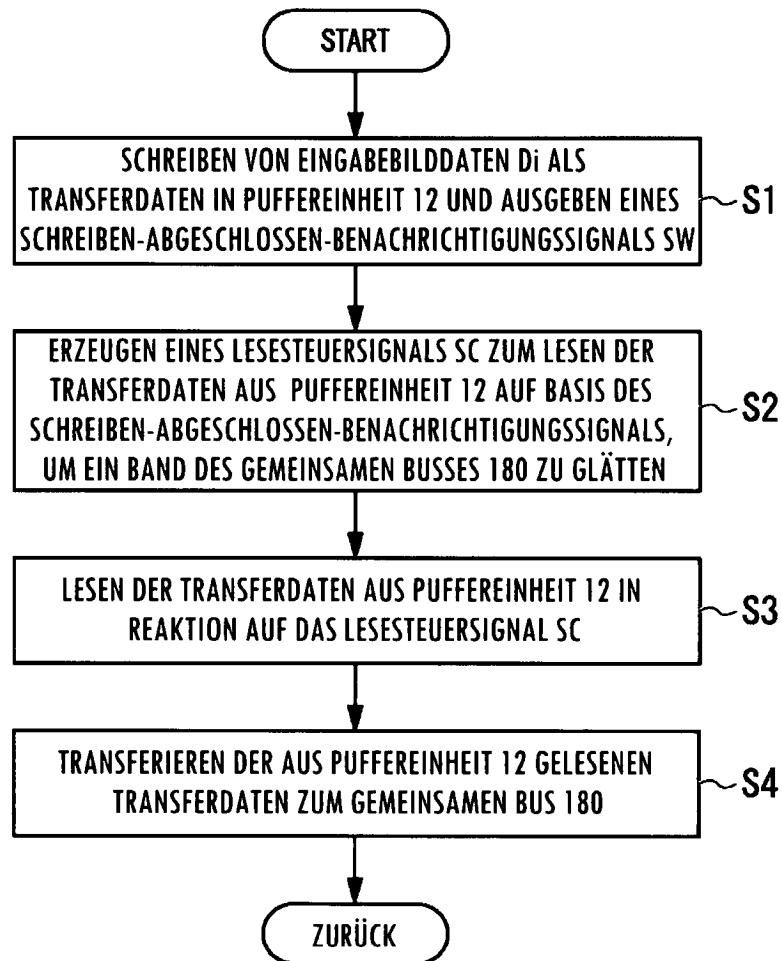 START
SCHREIBEN VON EINGABEBILDDATEN Di ALS
TRANSFERDATEN IN PUFFEREINHEIT 12 UND AUSGEBEN EINES
SCHREIBEN-ABGESCHLOSSEN-BENACHRICHTIGUNGSSIGNALS SW
S1
ERZEUGEN EINES LESESTEUERSIGNALS SC ZUM LESEN DER
TRANSFERDATEN AUS PUFFEREINHEIT 12 AUF BASIS DES
SCHREIBEN-ABGESCHLOSSEN-BENACHRICHTIGUNGSSIGNALS,
UM EIN BAND DES GEMEINSAMEN BUSSES 180 ZU GLÄTTEN
S2
LESEN DER TRANSFERDATEN AUS PUFFEREINHEIT 12 IN
REAKTION AUF DAS LESESTEUERSIGNAL SC
S3
TRANSFERIEREN DER AUS PUFFEREINHEIT 12 GELESENEN
TRANSFERDATEN ZUM GEMEINSAMEN BUS 180
S4
ZURÜCK